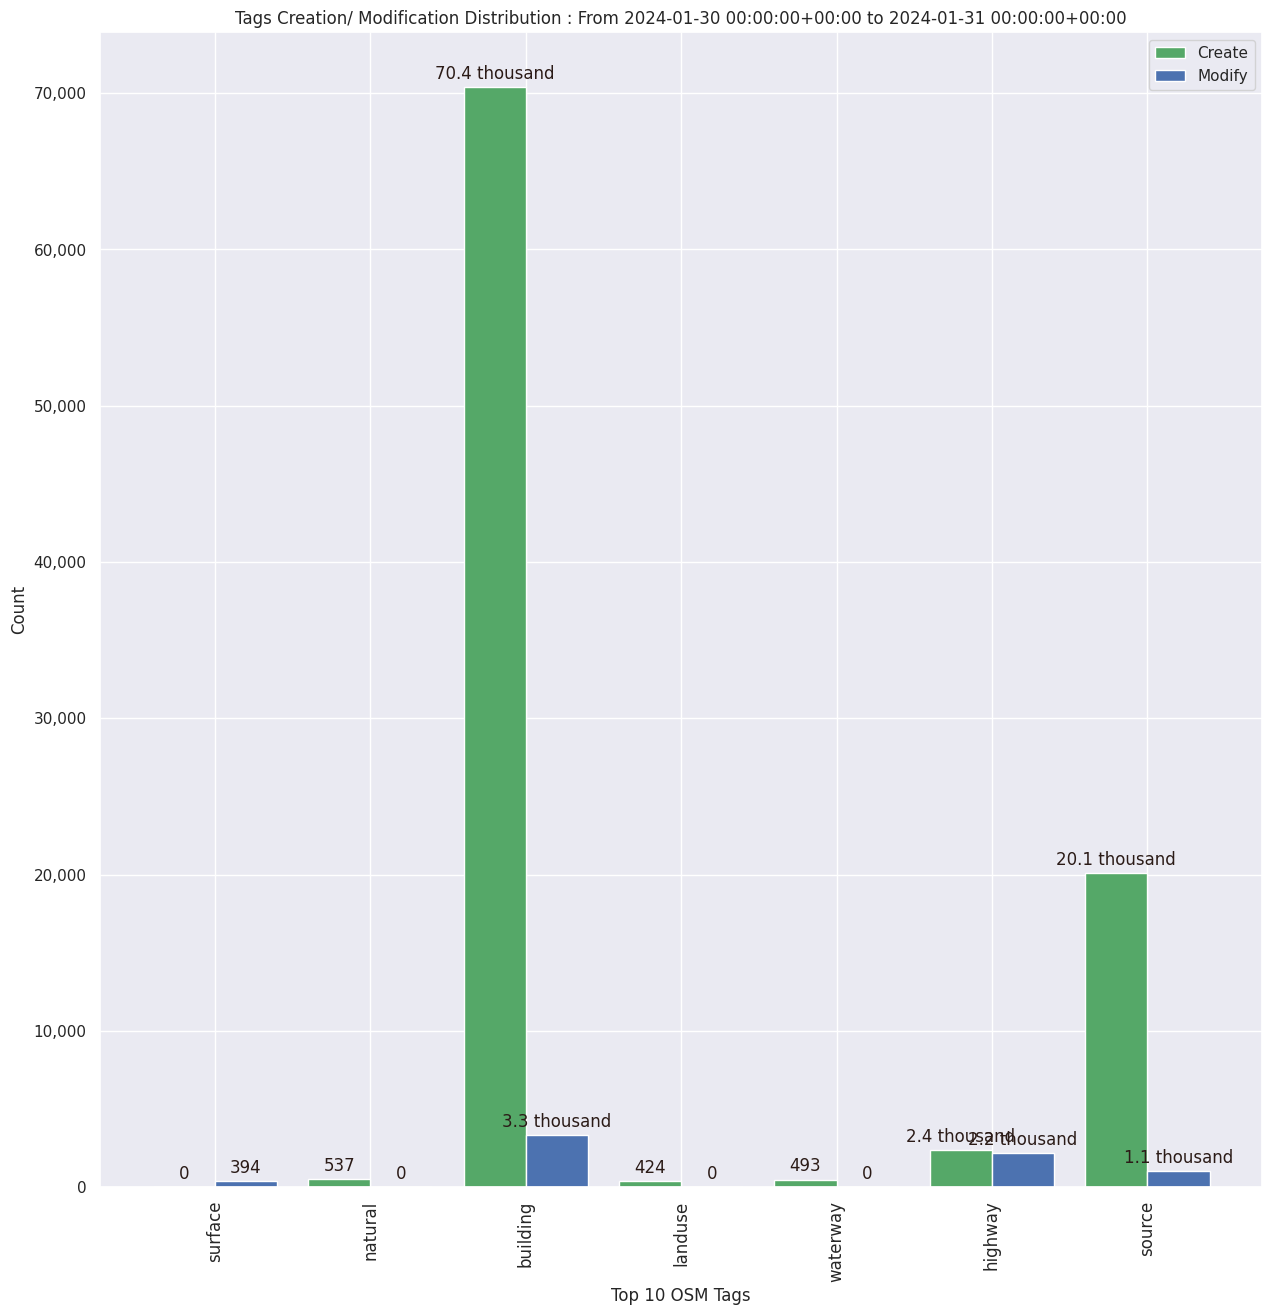 Tags Creation/ Modification Distribution : From 2024-01-30 00:00:00+00:00 to 2024-01-31 00:00:00+00:00
Create
Modify
70.4 thousand
70,000
60,000
50,000
40,000
30,000
20.1 thousand
20,000
10,000
3.3 thousand
2.4 thousand
2.2 thousand
1.1 thousand
0 394 537 0 424 0 493 0
0
Count
surface
natural
building
landuse
waterway
highway
source
Top 10 OSM Tags